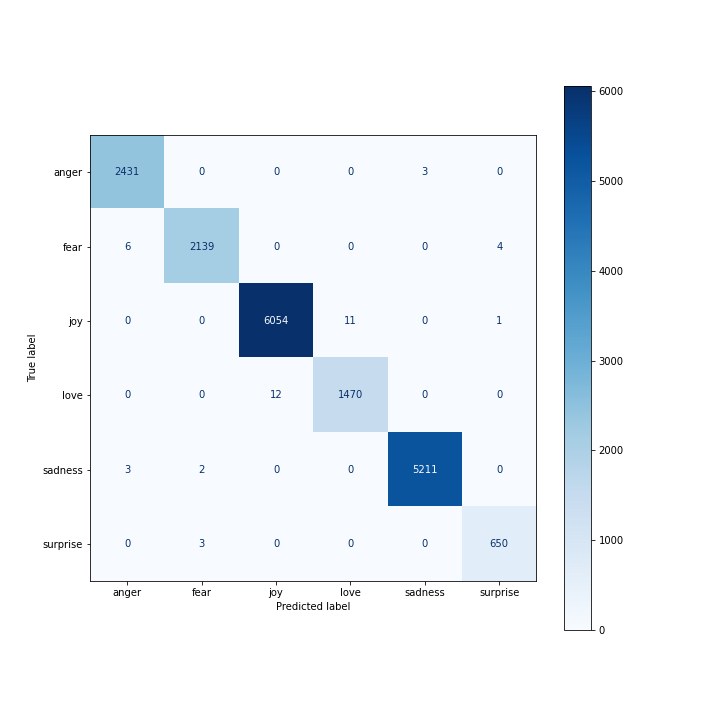 anger 2431 0 0 0 3 0
fear 6 2139 0 0 0 4
joy 0 0 6054 11 0 1
love 0 0 12 1470 0 0
sadness 3 2 0 0 5211 0
surprise 0 3 0 0 0 650
anger fear joy love sadness surprise
Predicted label
True label
6000
5000
4000
3000
2000
1000
0